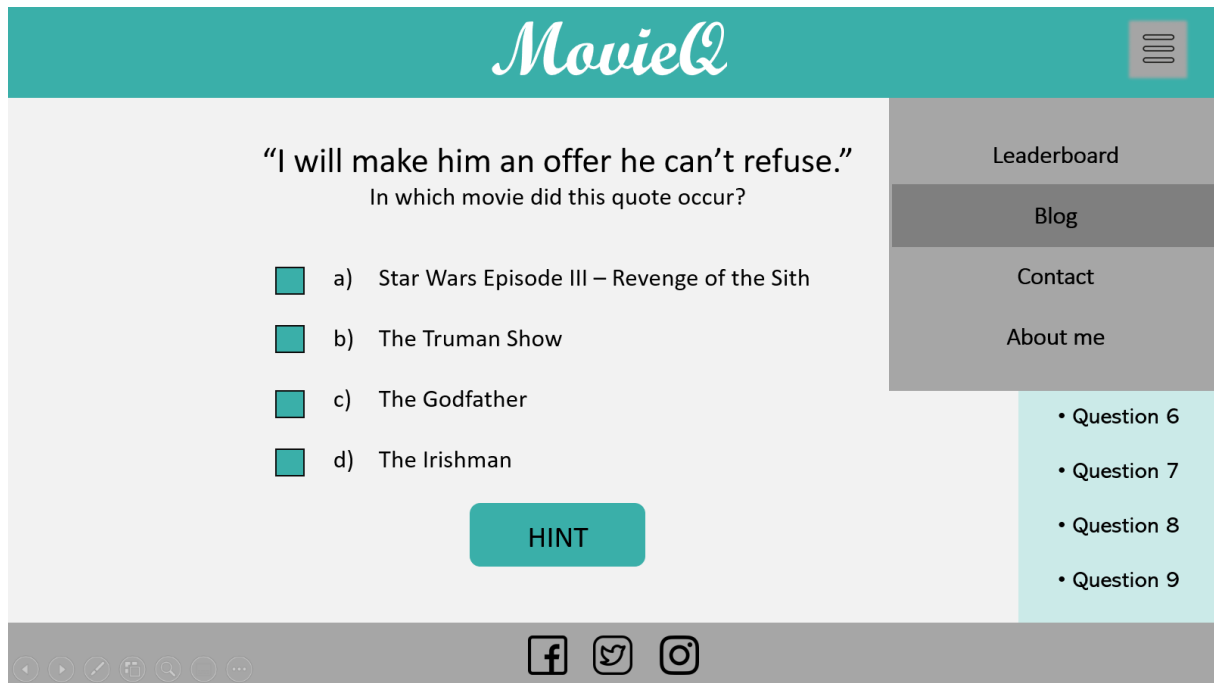 MovieQ
“I will make him an offer he can’t refuse.”
In which movie did this quote occur?
a) Star Wars Episode III – Revenge of the Sith
b) The Truman Show
c) The Godfather
d) The Irishman
HINT
Leaderboard
Blog
Contact
About me
• Question 6
• Question 7
• Question 8
• Question 9